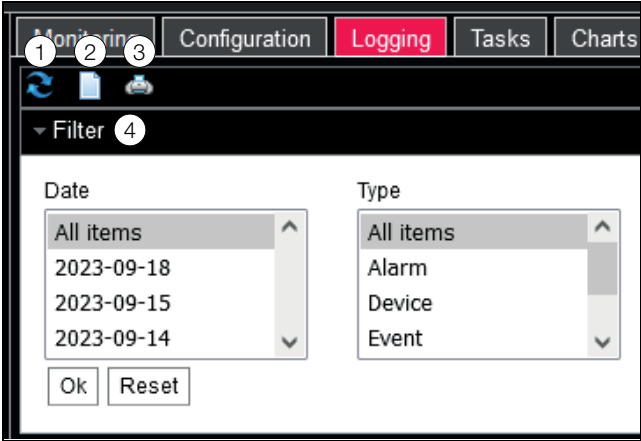 Monitoring Configuration Logging Tasks Charts
1 2 3
Filter 4
Date Type
All items All items
2023-09-18 Alarm
2023-09-15 Device
2023-09-14 Event
Ok Reset